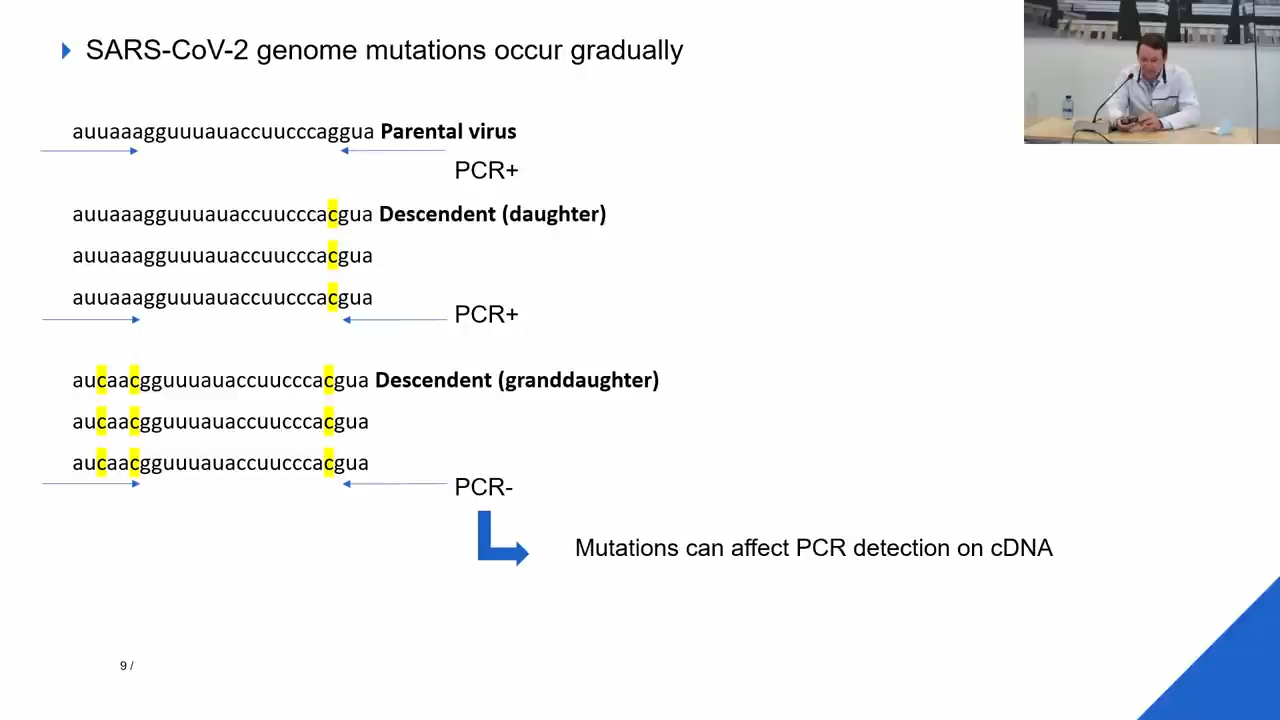 SARS-CoV-2 genome mutations occur gradually
auuaaagguuuauaccuucccaggua Parental virus
PCR+
auuaaagguuuauaccuucccacgua Descendent (daughter)
auuaaagguuuauaccuucccacgua
auuaaagguuuauaccuucccacgua
PCR+
aucaacgguuuauaccuucccacgua Descendent (granddaughter)
aucaacgguuuauaccuucccacgua
aucaacgguuuauaccuucccacgua
PCR-
Mutations can affect PCR detection on cDNA
9 /